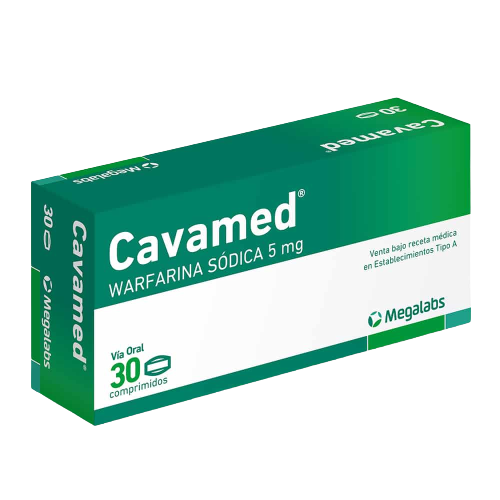 30
Cavamed
Megalabs
Cavamed®
WARFARINA SÓDICA 5 mg
Venta bajo receta médica
en Establecimientos Tipo A
Vía Oral
30
comprimidos
Megalabs
30
Cavamed®
Megalabs